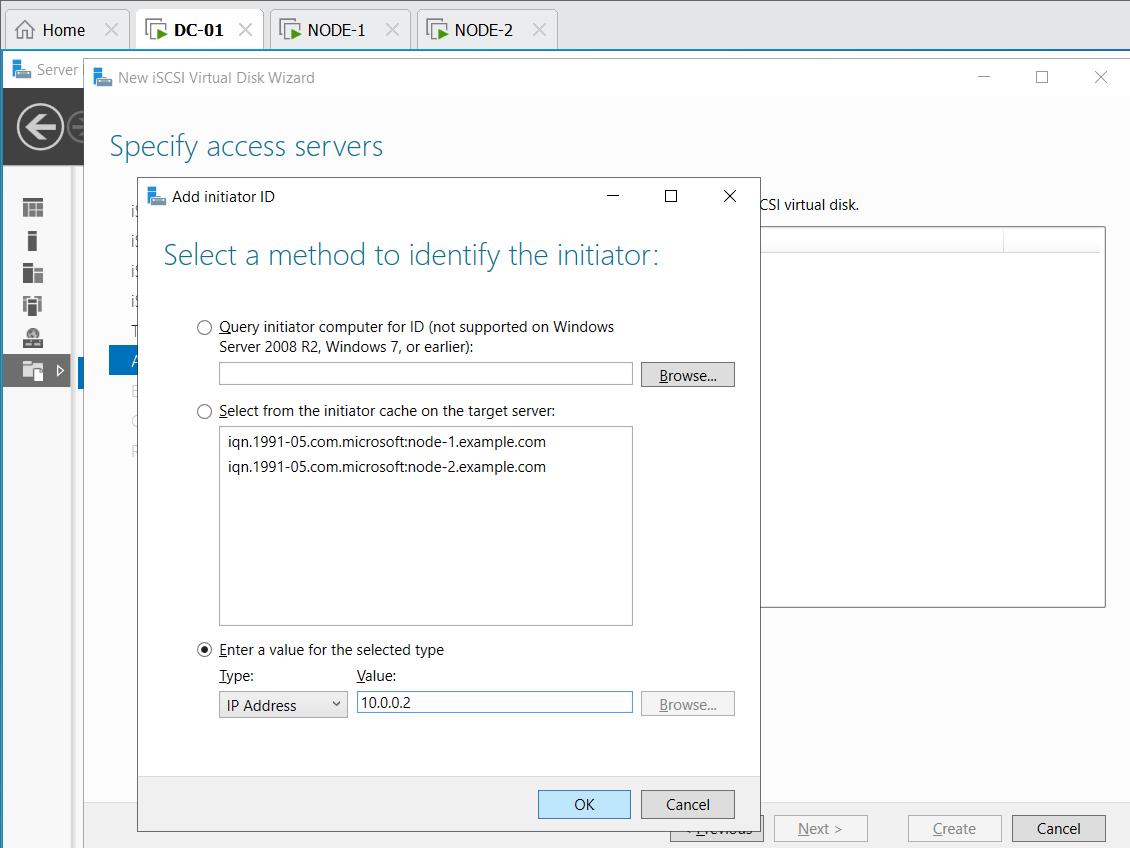 Home
DC-01
NODE-1
NODE-2
Server
New iSCSI Virtual Disk Wizard
Specify access servers
Add initiator ID
CSI virtual disk.
Select a method to identify the initiator:
Query initiator computer for ID (not supported on Windows
Server 2008 R2, Windows 7, or earlier):
Browse...
Select from the initiator cache on the target server:
iqn.1991-05.com.microsoft:node-1.example.com
iqn.1991-05.com.microsoft:node-2.example.com
Enter a value for the selected type
Type:
Value:
IP Address
10.0.0.2
Browse...
OK
Cancel
< Previous
Next >
Create
Cancel